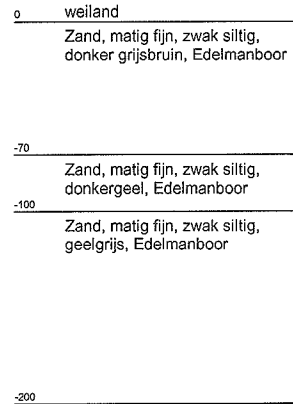 0 weiland
Zand, matig fijn, zwak siltig,
donker grijsbruin, Edelmanboor
-70
Zand, matig fijn, zwak siltig,
donkergeel, Edelmanboor
-100
Zand, matig fijn, zwak siltig,
geelgrijs, Edelmanboor
-200